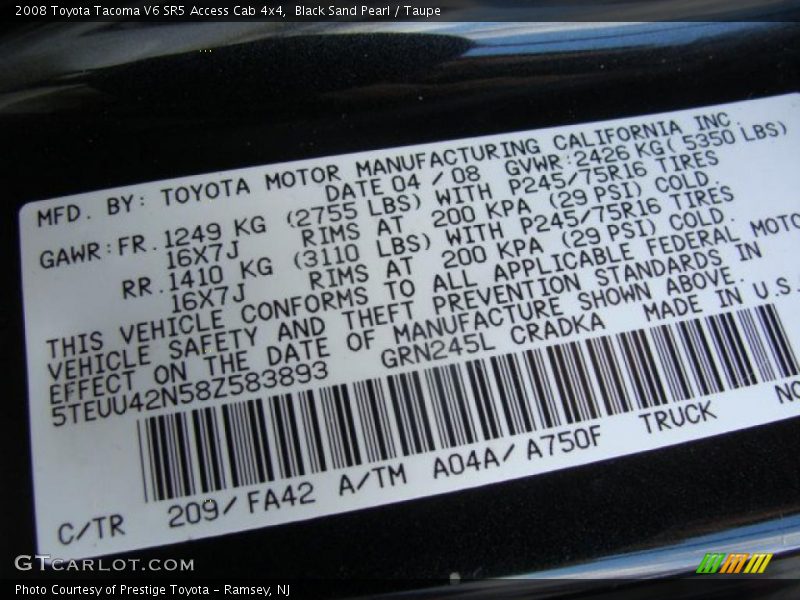 2008 Toyota Tacoma V6 SR5 Access Cab 4x4, Black Sand Pearl / Taupe
MFD. BY: TOYOTA MOTOR MANUFACTURING CALIFORNIA INC.
DATE 04 / 08 GVWR:2426 KG( 5350 LBS)
GAWR:FR.1249 KG (2755 LBS) WITH P245/75R16 TIRES
16X7J RIMS AT 200 KPA (29 PSI) COLD.
RR.1410 KG (3110 LBS) WITH P245/75R16 TIRES
16X7J RIMS AT 200 KPA (29 PSI) COLD.
THIS VEHICLE CONFORMS TO ALL APPLICABLE FEDERAL MOTO
VEHICLE SAFETY AND THEFT PREVENTION STANDARDS IN
EFFECT ON THE DATE OF MANUFACTURE SHOWN ABOVE.
5TEUU42N58Z583893 GRN245L CRADKA MADE IN U.S.
C/TR 209/ FA42 A/TM A04A/ A750F TRUCK NO
GTCARLOT.COM
Photo Courtesy of Prestige Toyota - Ramsey, NJ